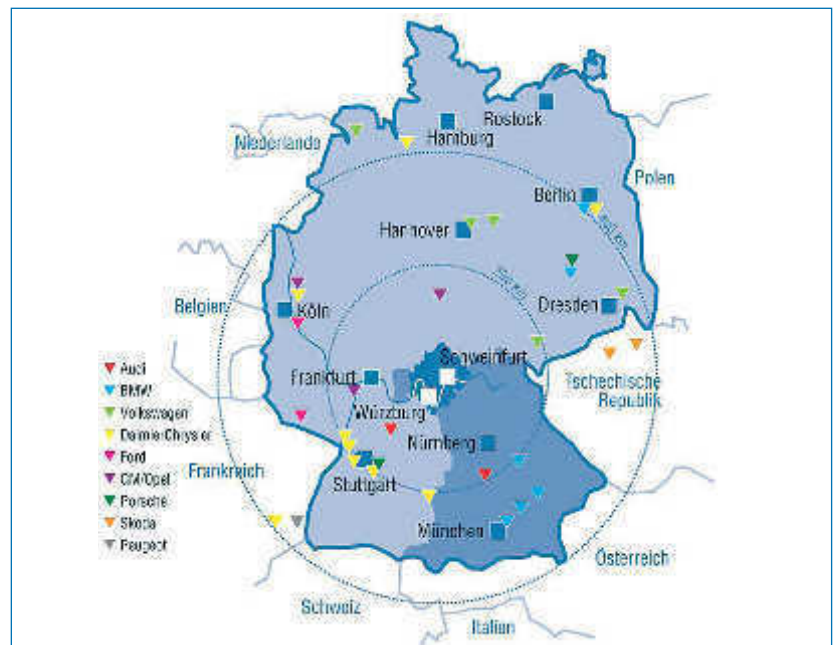 Rostock
Hamburg
Niederlande
Polen
Berlin
Hannover
Belgien
Köln
Dresden
Schweinfurt
Frankfurt
Tschechische
Republik
Würzburg
Nürnberg
Frankreich
Stuttgart
München
Österreich
Schweiz
Italien
Audi
BMW
Volkswagen
DaimlerChrysler
Ford
GM/Opel
Porsche
Skoda
Peugeot